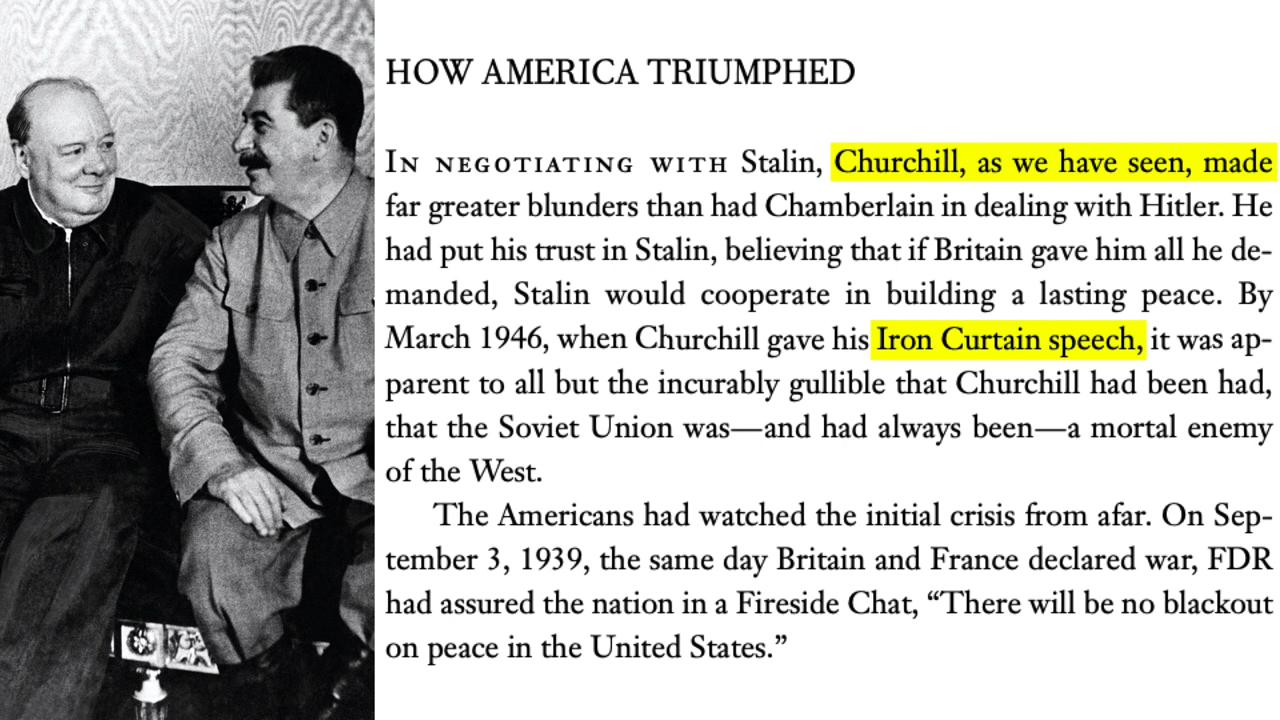 HOW AMERICA TRIUMPHED
IN NEGOTIATING WITH Stalin, Churchill, as we have seen, made
far greater blunders than had Chamberlain in dealing with Hitler. He
had put his trust in Stalin, believing that if Britain gave him all he de-
manded, Stalin would cooperate in building a lasting peace. By
March 1946, when Churchill gave his Iron Curtain speech, it was ap-
parent to all but the incurably gullible that Churchill had been had,
that the Soviet Union was—and had always been—a mortal enemy
of the West.
The Americans had watched the initial crisis from afar. On Sep-
tember 3, 1939, the same day Britain and France declared war, FDR
had assured the nation in a Fireside Chat, “There will be no blackout
on peace in the United States.”